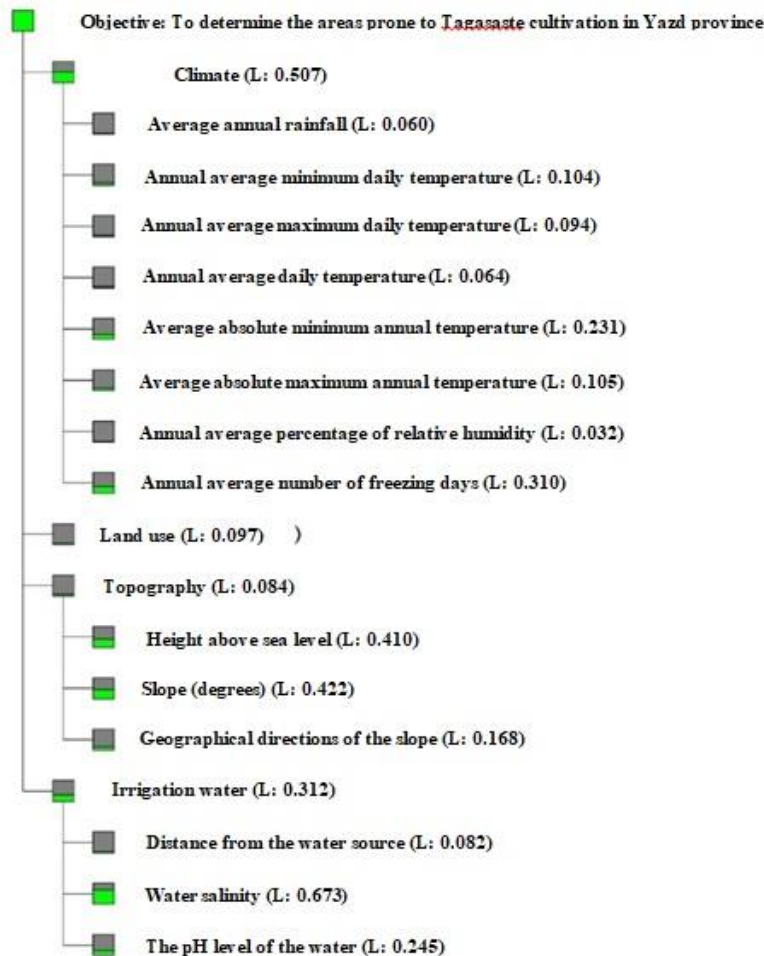 Objective: To determine the areas prone to Tagasaste cultivation in Yazd province
Climate (L: 0.507)
Average annual rainfall (L: 0.060)
Annual average minimum daily temperature (L: 0.104)
Annual average maximum daily temperature (L: 0.094)
Annual average daily temperature (L: 0.064)
Average absolute minimum annual temperature (L: 0.231)
Average absolute maximum annual temperature (L: 0.105)
Annual average percentage of relative humidity (L: 0.032)
Annual average number of freezing days (L: 0.310)
Land use (L: 0.097) )
Topography (L: 0.084)
Height above sea level (L: 0.410)
Slope (degrees) (L: 0.422)
Geographical directions of the slope (L: 0.168)
Irrigation water (L: 0.312)
Distance from the water source (L: 0.082)
Water salinity (L: 0.673)
The pH level of the water (L: 0.245)